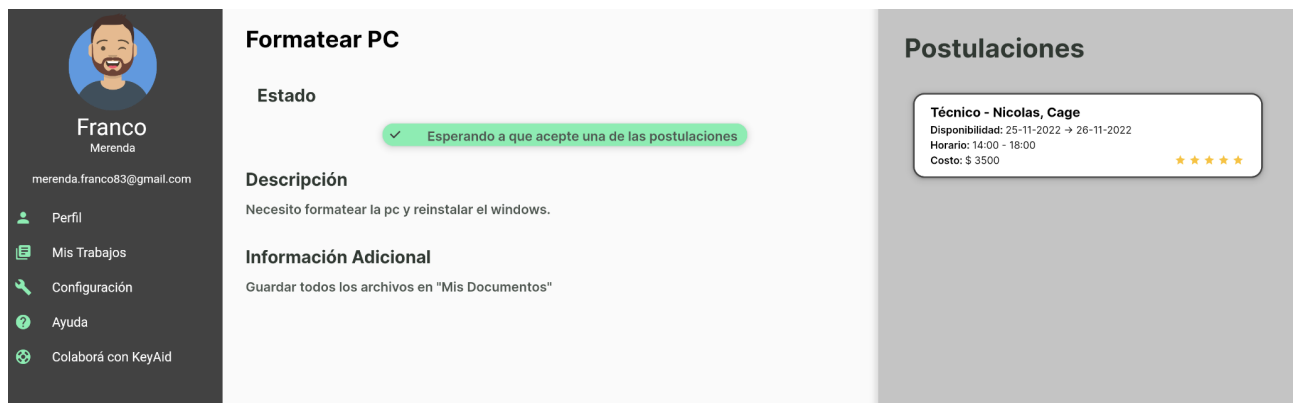 Franco
Merenda
merenda.franco83@gmail.com
Perfil
Mis Trabajos
Configuración
Ayuda
Colaborá con KeyAid
Formatear PC
Estado
Esperando a que acepte una de las postulaciones
Descripción
Necesito formatear la pc y reinstalar el windows.
Información Adicional
Guardar todos los archivos en "Mis Documentos"
Postulaciones
Técnico - Nicolas, Cage
Disponibilidad: 25-11-2022 → 26-11-2022
Horario: 14:00 - 18:00
Costo: $ 3500